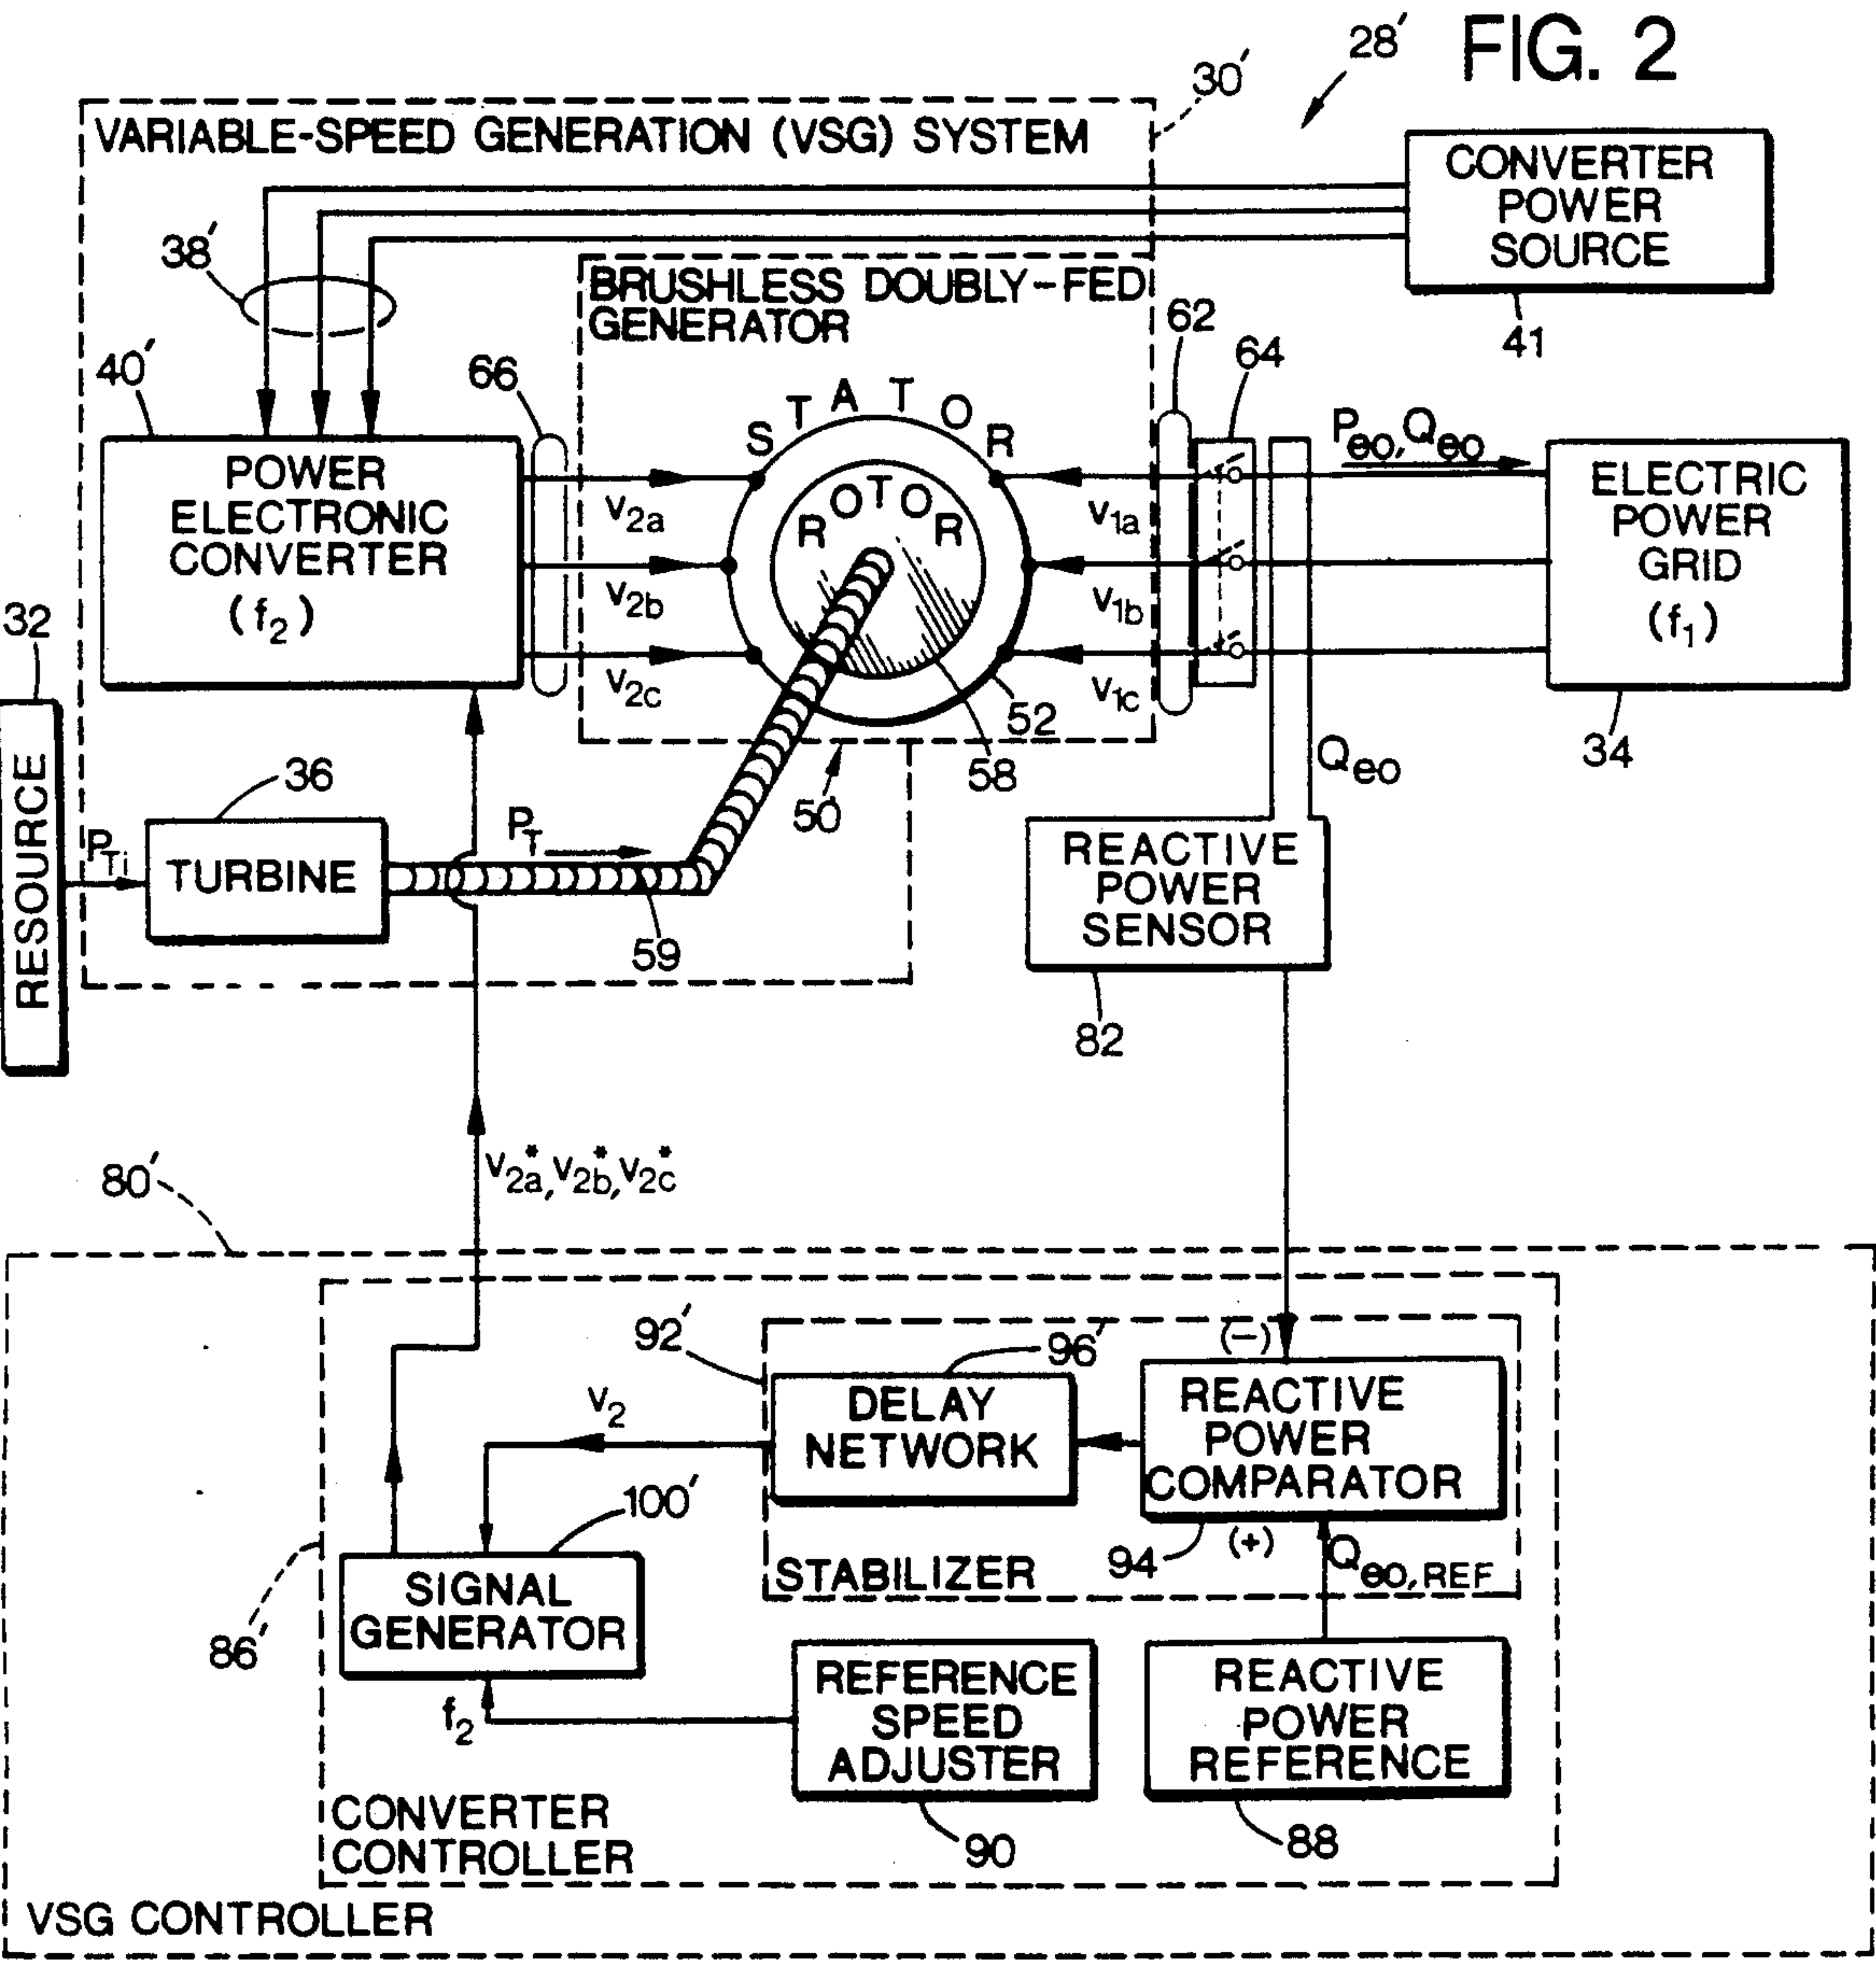 FIG. 2
28'
30'
VARIABLE-SPEED GENERATION (VSG) SYSTEM
CONVERTER
POWER
SOURCE
41
38'
BRUSHLESS DOUBLY-FED
GENERATOR
62
64
40'
66
STATOR
ROTOR
POWER
ELECTRONIC
CONVERTER
(f2)
v2a
v2b
v2c
v1a
v1b
v1c
Peo,Qeo
ELECTRIC
POWER
GRID
(f1)
34
32
RESOURCE
52
58
50
Qeo
36
PTi
TURBINE
PT
59
REACTIVE
POWER
SENSOR
82
v2a*,v2b*,v2c*
80'
92'
96'
(-)
DELAY
NETWORK
REACTIVE
POWER
COMPARATOR
v2
100'
94
(+)
Qeo,REF
STABILIZER
SIGNAL
GENERATOR
86'
f2
REFERENCE
SPEED
ADJUSTER
90
REACTIVE
POWER
REFERENCE
88
CONVERTER
CONTROLLER
VSG CONTROLLER